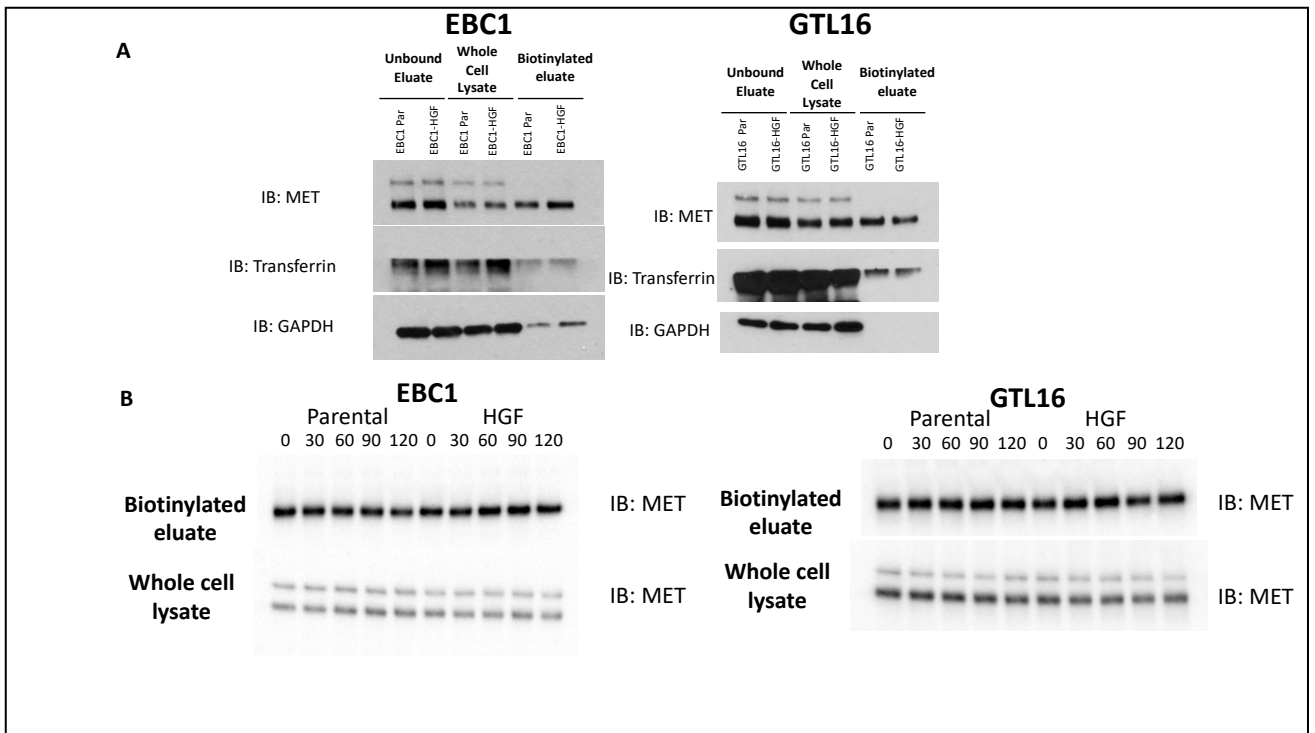 A
EBC1
Unbound
Eluate
Whole
Cell
Lysate
Biotinylated
eluate
EBC1 Par
EBC1-HGF
EBC1 Par
EBC1-HGF
EBC1 Par
EBC1-HGF
IB: MET
IB: Transferrin
IB: GAPDH
GTL16
Unbound
Eluate
Whole
Cell
Lysate
Biotinylated
eluate
GTL16 Par
GTL16-HGF
GTL16 Par
GTL16-HGF
GTL16 Par
GTL16-HGF
IB: MET
IB: Transferrin
IB: GAPDH
B
EBC1
Parental HGF
0 30 60 90 120 0 30 60 90 120
Biotinylated
eluate
IB: MET
Whole cell
lysate
IB: MET
GTL16
Parental HGF
0 30 60 90 120 0 30 60 90 120
Biotinylated
eluate
IB: MET
Whole cell
lysate
IB: MET